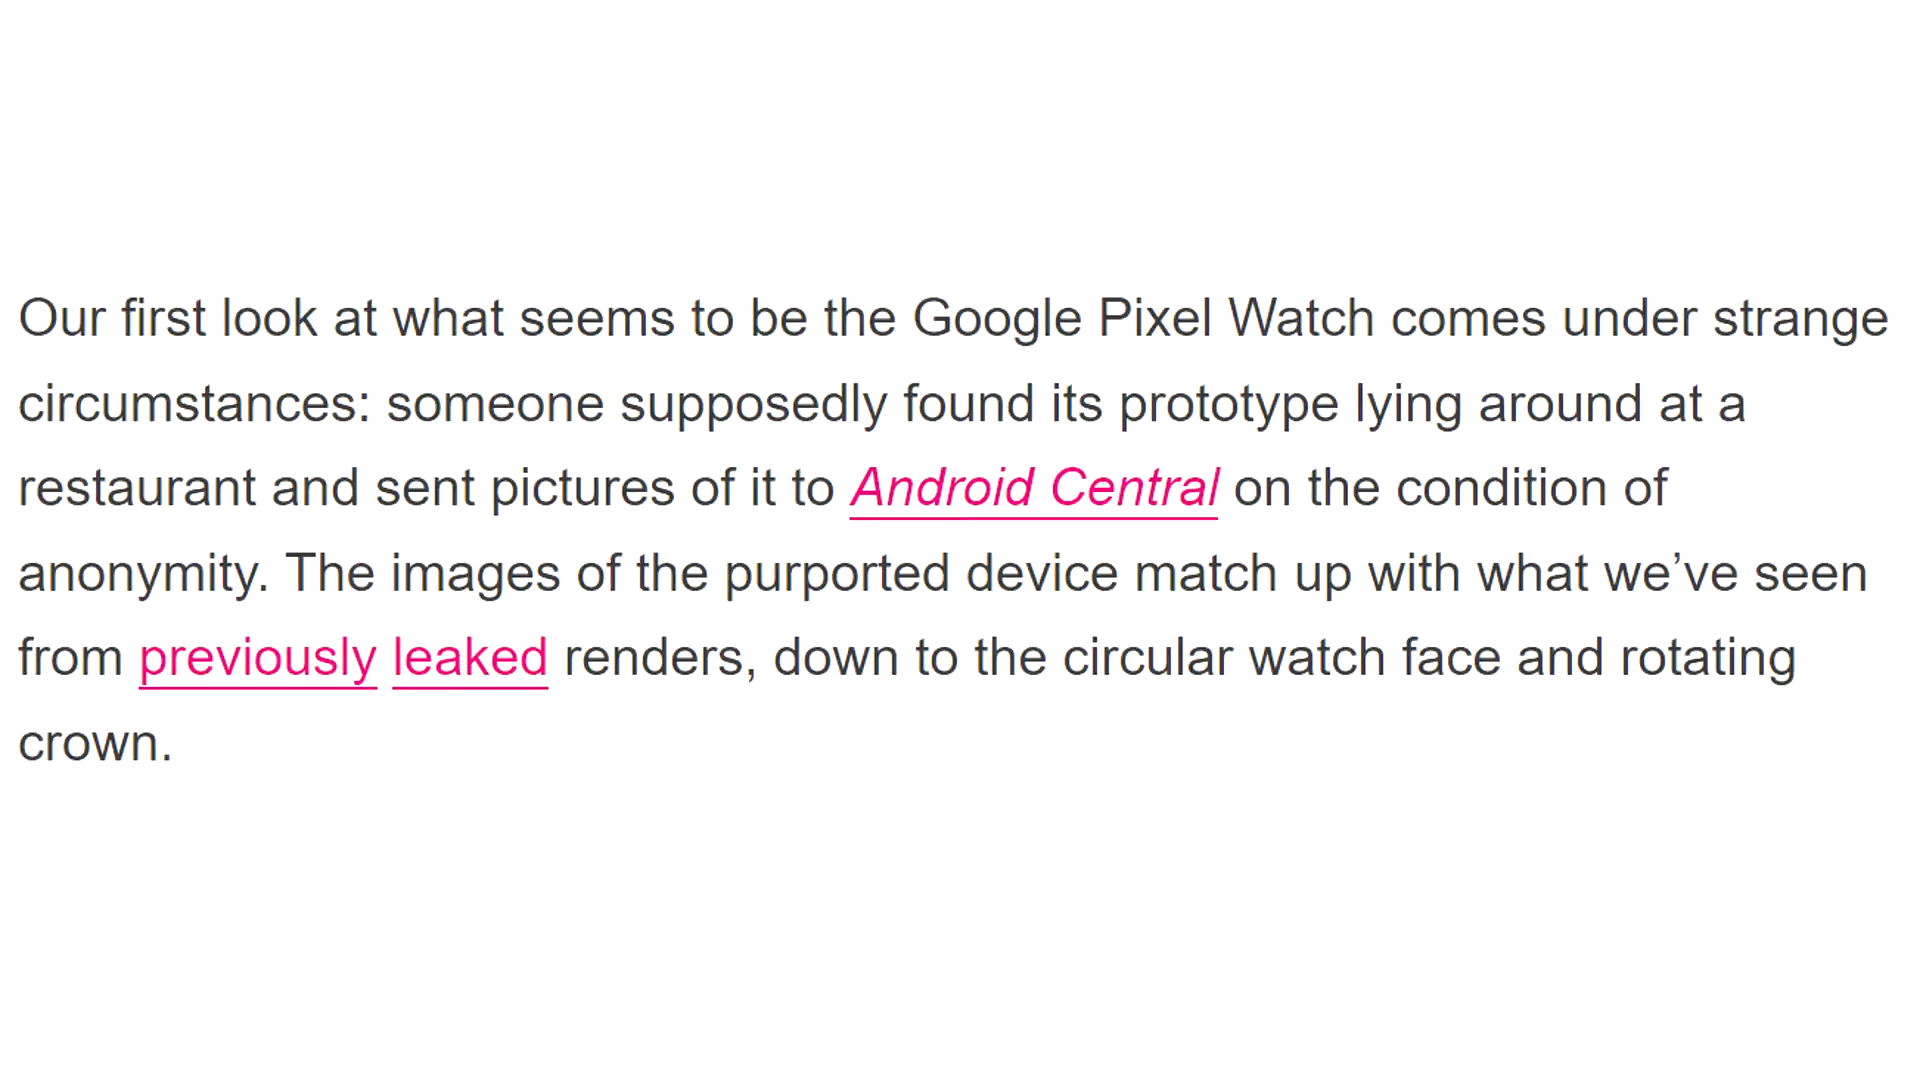 Our first look at what seems to be the Google Pixel Watch comes under strange
circumstances: someone supposedly found its prototype lying around at a
restaurant and sent pictures of it to Android Central on the condition of
anonymity. The images of the purported device match up with what we’ve seen
from previously leaked renders, down to the circular watch face and rotating
crown.